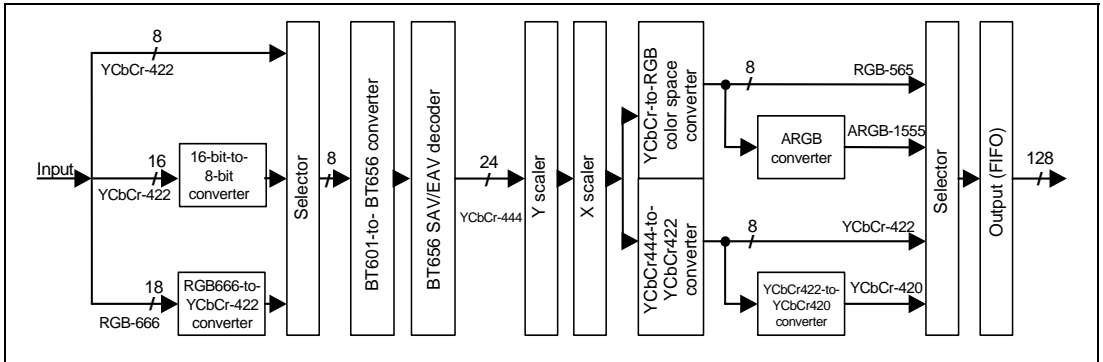 Input
8
YCbCr-422
16
YCbCr-422
16-bit-to-
8-bit
converter
18
RGB-666
RGB666-to-
YCbCr-422
converter
Selector
8
BT601-to- BT656 converter
BT656 SAV/EAV decoder
24
YCbCr-444
Y scaler
X scaler
YCbCr-to-RGB
color space
converter
YCbCr444-to-
YCbCr422
converter
8
RGB-565
ARGB
converter
ARGB-1555
8
YCbCr-422
YCbCr422-to-
YCbCr420
converter
YCbCr-420
Selector
Output (FIFO)
128